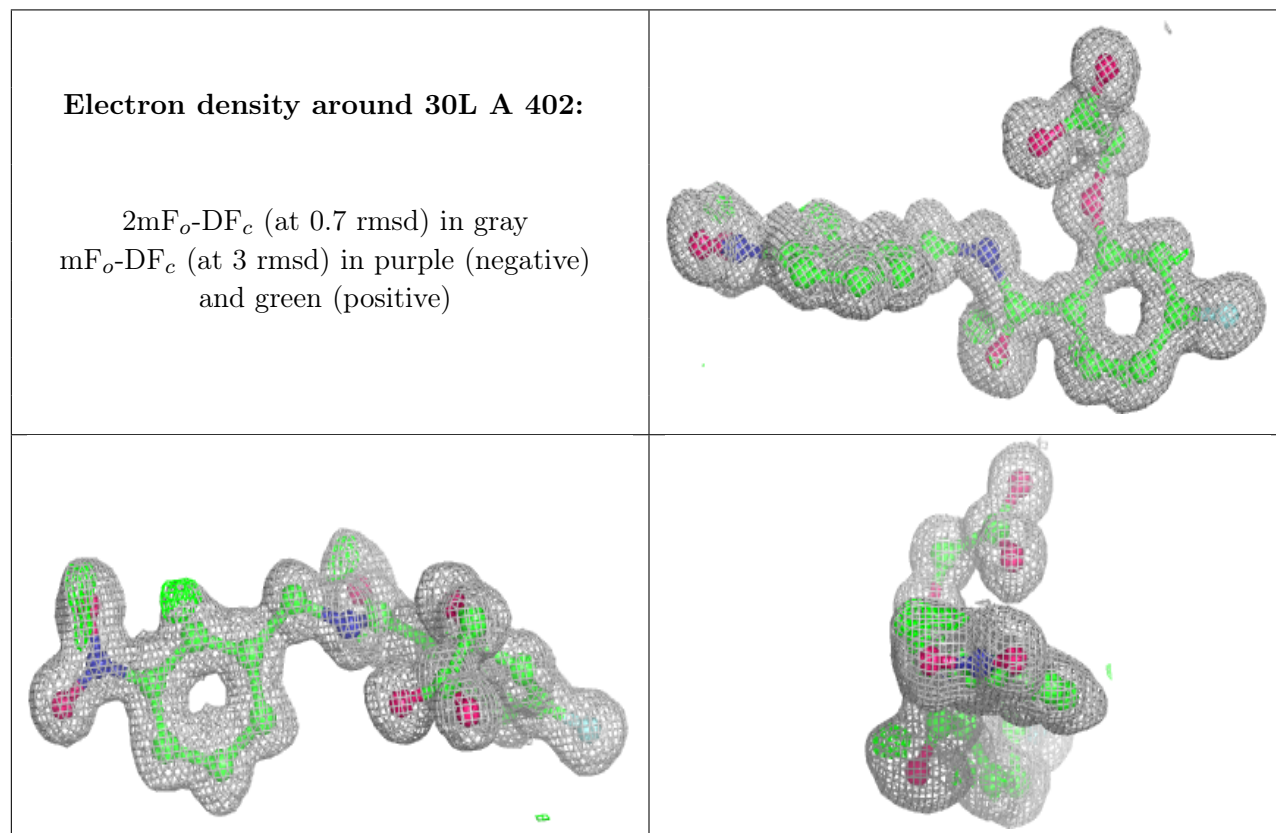 Electron density around 30L A 402:
2mFo-DFc (at 0.7 rmsd) in gray
mFo-DFc (at 3 rmsd) in purple (negative)
and green (positive)